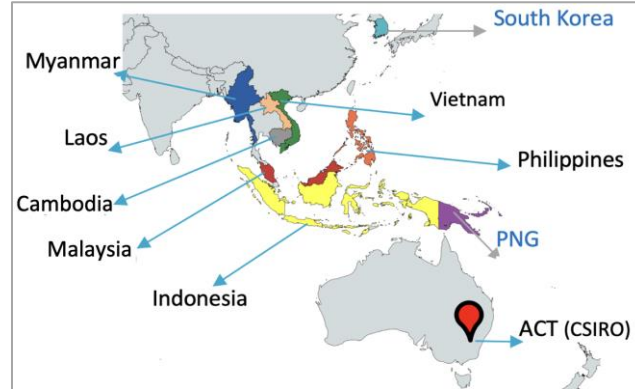 South Korea
Myanmar
Vietnam
Laos
Philippines
Cambodia
Malaysia
PNG
Indonesia
ACT (CSIRO)